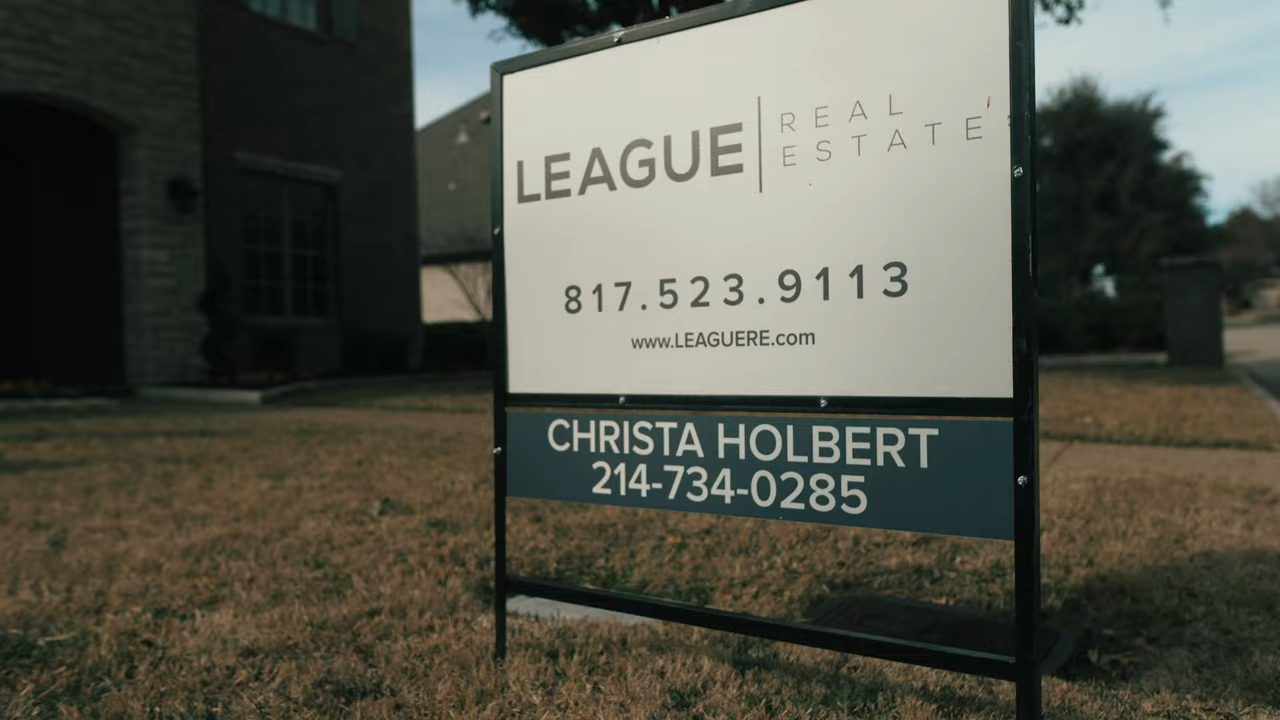 LEAGUE | REAL ESTATE
817.523.9113
www.LEAGUERE.com
CHRISTA HOLBERT
214-734-0285